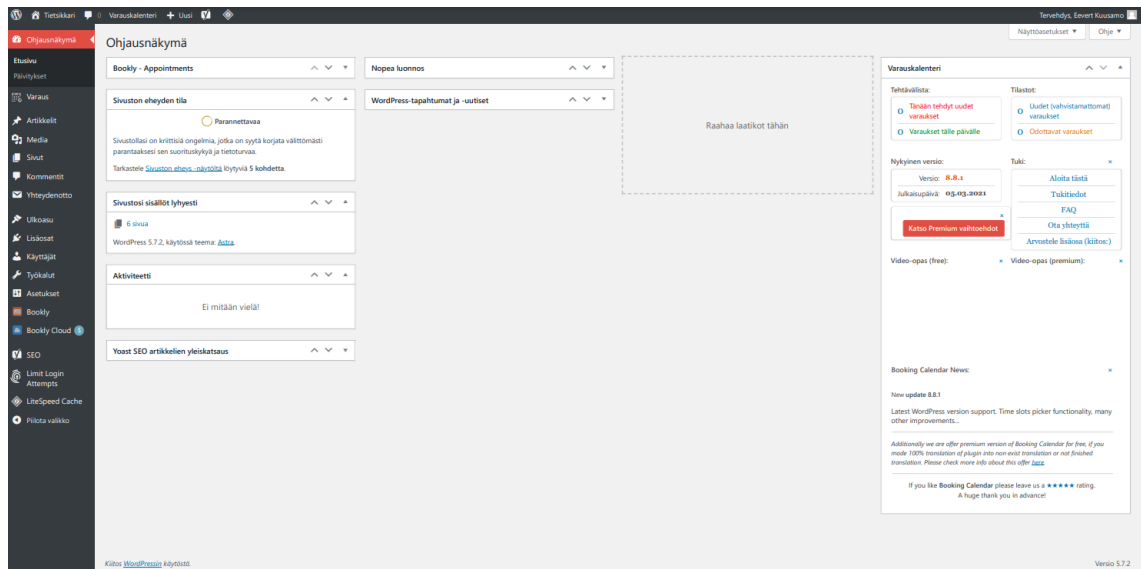 Tietsikkari 0 Varauskalenteri + Uusi
Tervehdys, Eevert Kuusamo
Ohjausnäkymä
Etusivu
Päivitykset
Varaus
Artikkelit
Media
Sivut
Kommentit
Yhteydenotto
Ulkoasu
Lisäosat
Käyttäjät
Työkalut
Asetukset
Bookly
Bookly Cloud
SEO
Limit Login
Attempts
LiteSpeed Cache
Piilota valikko
Näyttöasetukset
Ohje
Ohjausnäkymä
Bookly - Appointments
Sivuston eheyden tila
Parannettavaa
Sivustollasi on kriittisiä ongelmia, jotka on syytä korjata välittömästi
parantaaksesi sen suorituskykyä ja tietoturvaa.
Tarkastele Sivuston eheys -näytöltä löytyviä 5 kohdetta.
Sivustosi sisällöt lyhyesti
6 sivua
WordPress 5.7.2, käytössä teema: Astra.
Aktiviteetti
Ei mitään vielä!
Yoast SEO artikkelien yleiskatsaus
Nopea luonnos
WordPress-tapahtumat ja -uutiset
Raahaa laatikot tähän
Varauskalenteri
Tehtävälista:
0 Tänään tehdyt uudet
varaukset
0 Varaukset tälle päivälle
Tilastot:
0 Uudet (vahvistamattomat)
varaukset
0 Odottavat varaukset
Nykyinen versio:
Versio: 8.8.1
Julkaisupäivä: 05.03.2021
Katso Premium vaihtoehdot
Tuki:
Aloita tästä
Tukitiedot
FAQ
Ota yhteyttä
Arvostele lisäosa (kiitos:)
Video-opas (free):
Video-opas (premium):
Booking Calendar News:
New update 8.8.1
Latest WordPress version support. Time slots picker functionality, many
other improvements...
Additionally we are offer premium version of Booking Calendar for free, if you
made 100% translation of plugin into non exist translation or not finished
translation. Please check more info about this offer here.
If you like Booking Calendar please leave us a ★★★★★ rating.
A huge thank you in advance!
Kiitos WordPressin käytöstä.
Versio 5.7.2